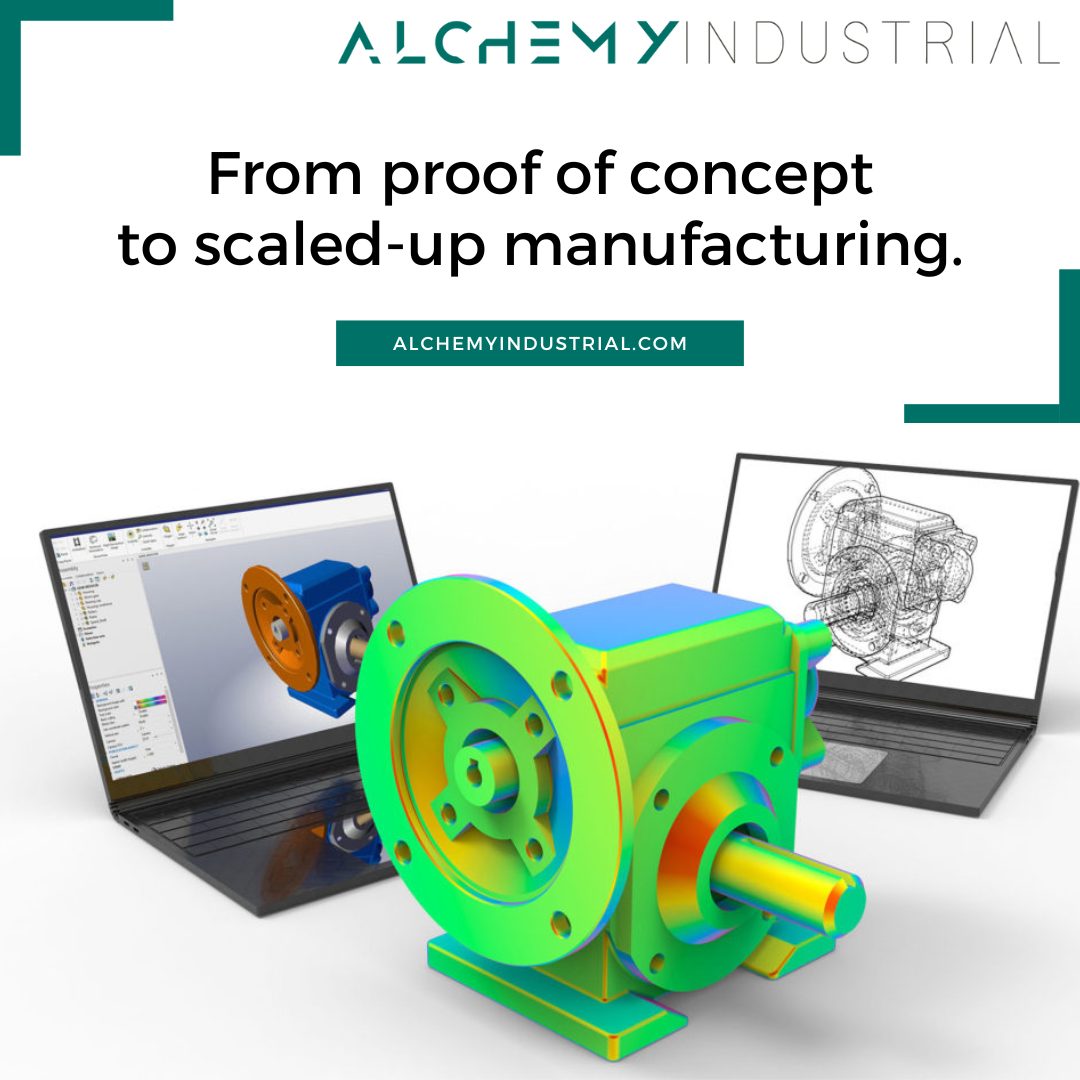 ALCHEMYINDUSTRIAL
From proof of concept
to scaled-up manufacturing.
ALCHEMYINDUSTRIAL.COM